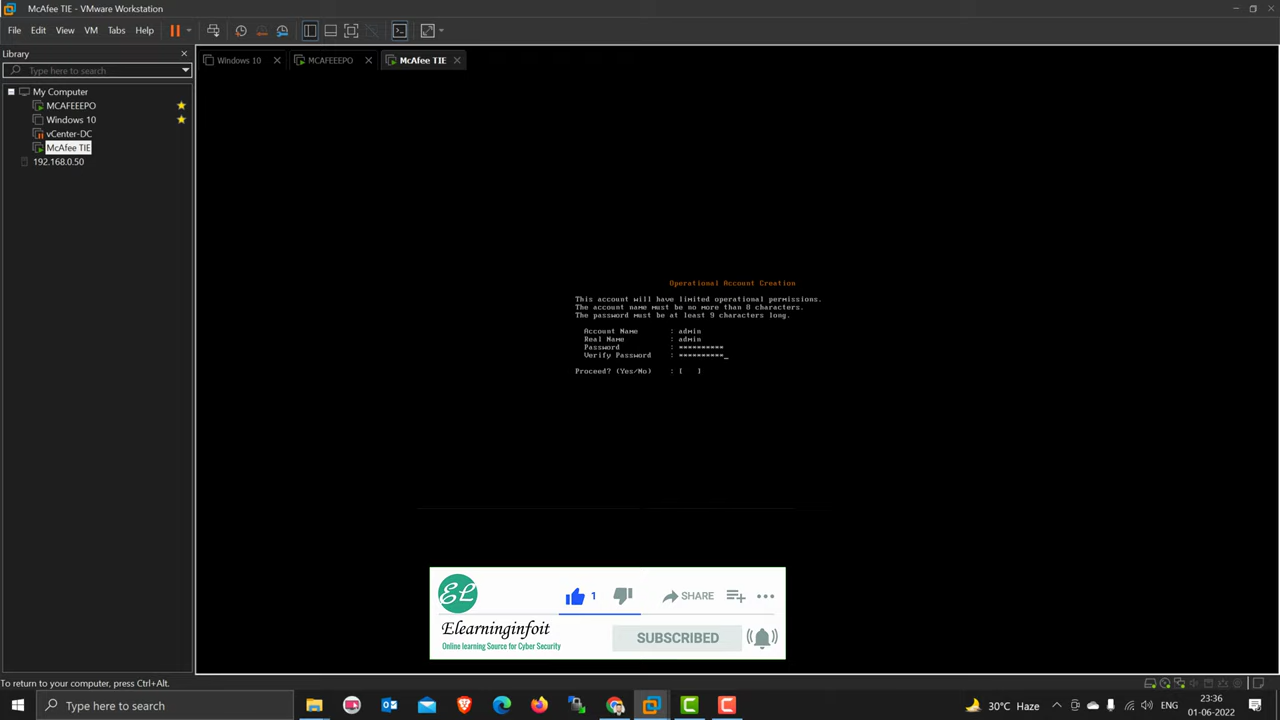 McAfee TIE - VMware Workstation
File Edit View VM Tabs Help
Library
Type here to search
Windows 10
MCAFEEEPO
McAfee TIE
My Computer
MCAFEEEPO
Windows 10
vCenter-DC
McAfee TIE
192.168.0.50
Operational Account Creation
This account will have limited operational permissions.
The account name must be no more than 8 characters.
The password must be at least 9 characters long.
Account Name : admin
Real Name : admin
Password : **********
Verify Password : **********_
Proceed? (Yes/No) : [ ]
EL
1
SHARE
Elearninginfoit
Online learning Source for Cyber Security
SUBSCRIBED
To return to your computer, press Ctrl+Alt.
Type here to search
30°C Haze
23:36
01-06-2022